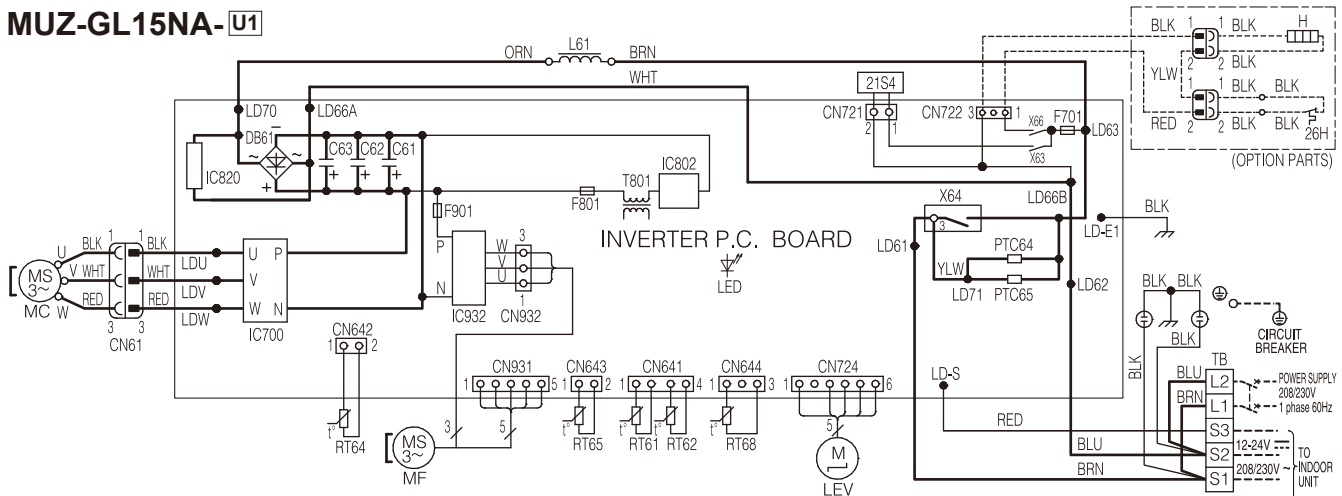 MUZ-GL15NA- U1
L61
ORN BRN
WHT
LD70 LD66A
DB61
−
~ ~
+
C63 C62 C61
+ + +
IC820
F901
F801
T801
IC802
INVERTER P.C. BOARD
LED
21S4
CN721
2 1
CN722 3 1
X66
X63
F701
LD63
BLK 1 1 BLK H
2 2 BLK
YLW
1 1 BLK BLK
RED 2 2 BLK BLK 26H
(OPTION PARTS)
X64
3
LD66B
LD61
YLW
LD71
PTC64
PTC65
LD62
LD-E1
BLK
MS
3~
MC
U BLK 1 1 BLK LDU U P
V WHT WHT LDV V
W RED RED LDW W N
3 3
CN61
IC700
P
N
W
V
U
3
1
IC932 CN932
CN642
1 2
t°
RT64
MS
3~
MF
3
5
CN931
1 5
CN643
1 2
t°
RT65
CN641
1 4
t° t°
RT61 RT62
CN644
1 3
t°
RT68
CN724
1 6
5
M
LEV
LD-S
RED
BLU
BRN
BLK
BLK
BLK
CIRCUIT
BREAKER
TB
BLU L2
BRN L1
S3
S2
S1
POWER SUPPLY
208/230V
1 phase 60Hz
12-24V
208/230V ~
TO
INDOOR
UNIT